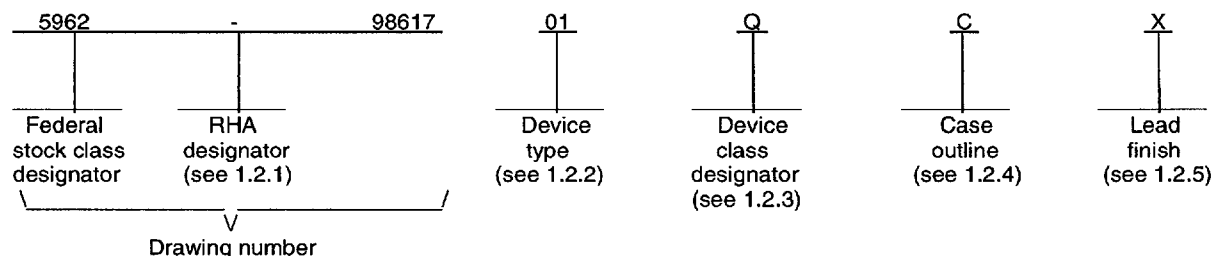 5962 - 98617 01 Q C X
Federal stock class designator
RHA designator (see 1.2.1)
Device type (see 1.2.2)
Device class designator (see 1.2.3)
Case outline (see 1.2.4)
Lead finish (see 1.2.5)
Drawing number